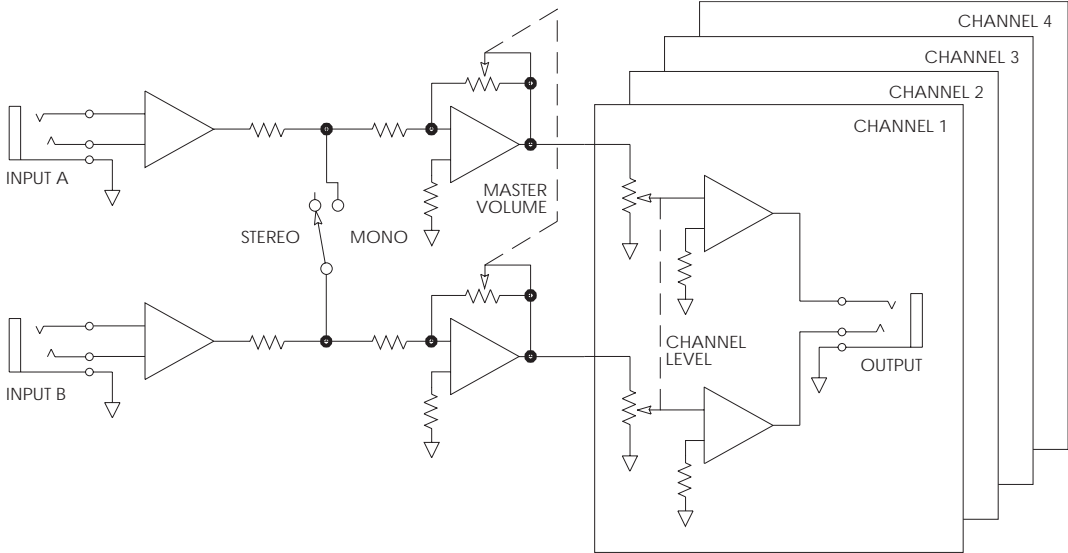 CHANNEL 4
CHANNEL 3
CHANNEL 2
CHANNEL 1
INPUT A
MASTER
VOLUME
STEREO
MONO
CHANNEL
LEVEL
OUTPUT
INPUT B